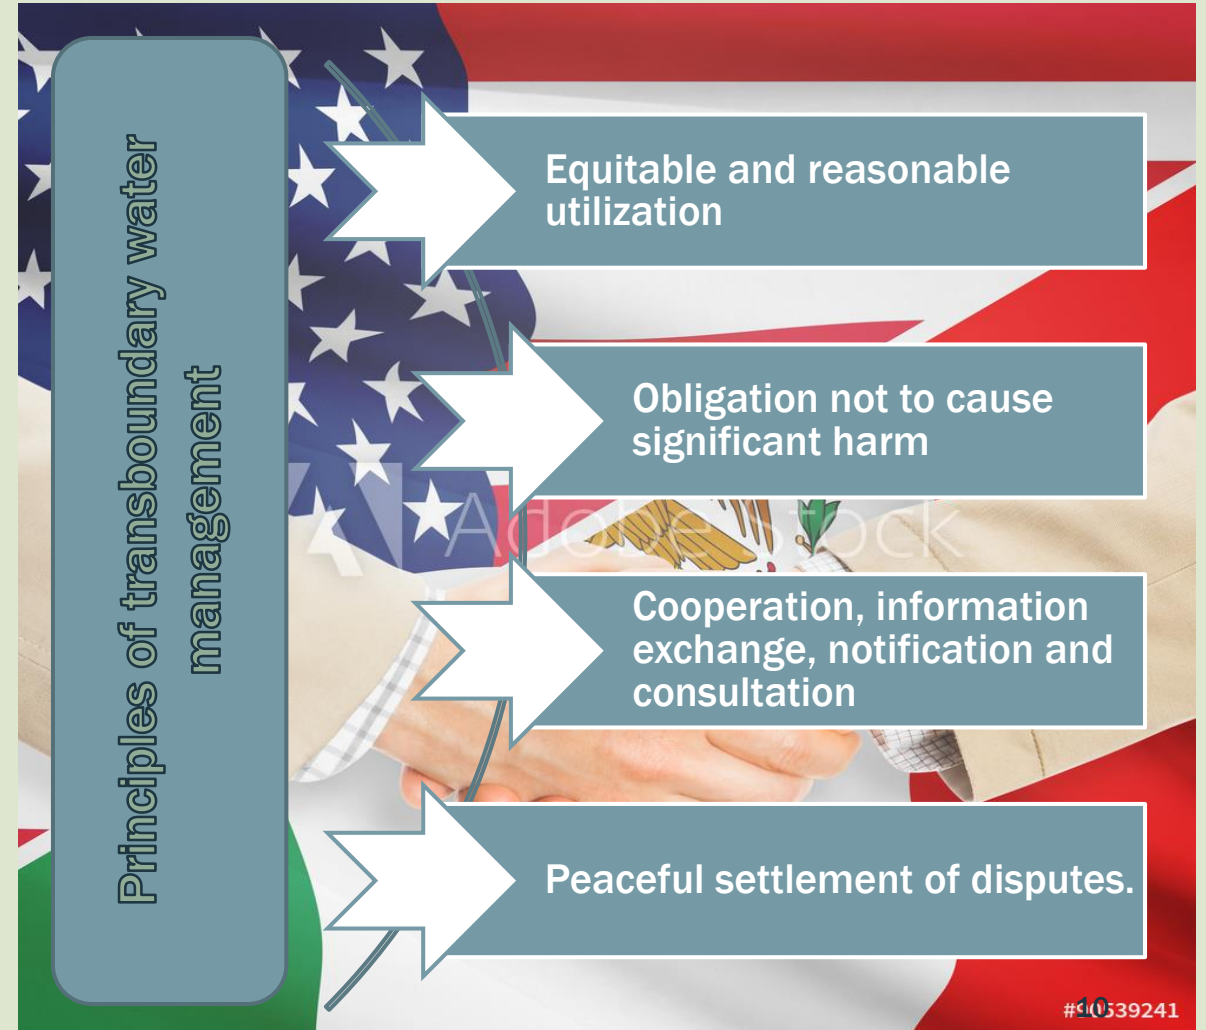 Principles of transboundary water
management
Equitable and reasonable
utilization
Obligation not to cause
significant harm
Adobe Stock
Cooperation, information
exchange, notification and
consultation
Peaceful settlement of disputes.
10